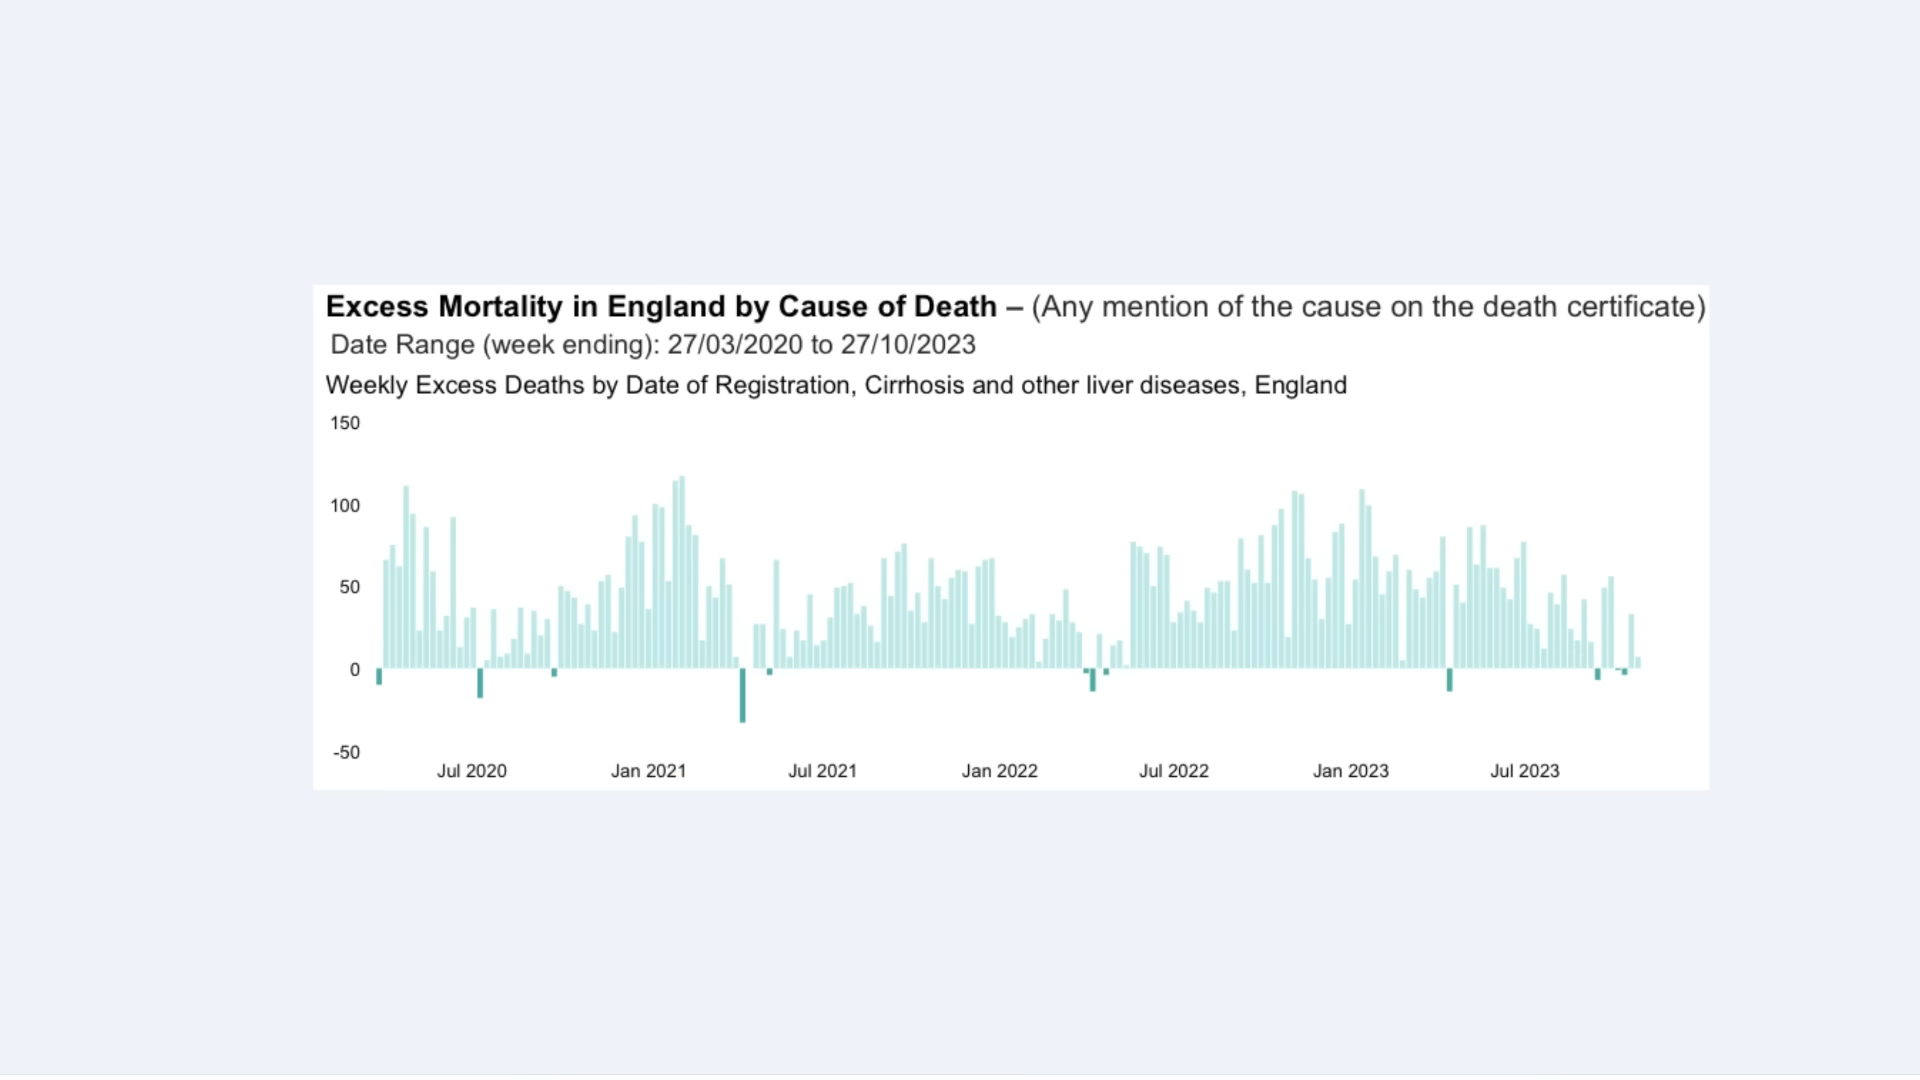 Excess Mortality in England by Cause of Death – (Any mention of the cause on the death certificate)
Date Range (week ending): 27/03/2020 to 27/10/2023
Weekly Excess Deaths by Date of Registration, Cirrhosis and other liver diseases, England
150
100
50
0
-50
Jul 2020 Jan 2021 Jul 2021 Jan 2022 Jul 2022 Jan 2023 Jul 2023